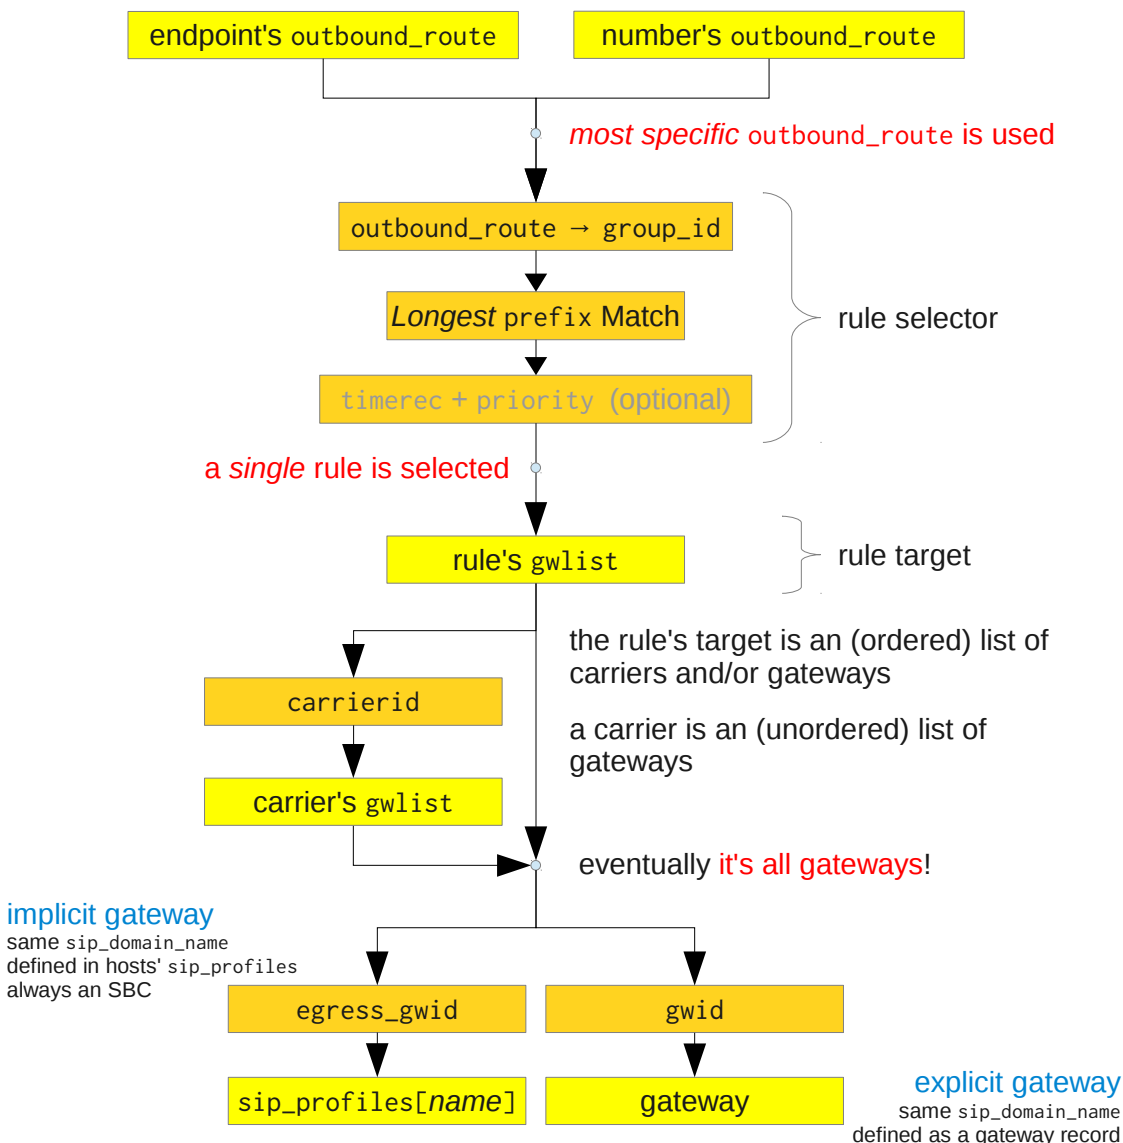 endpoint's outbound_route
number's outbound_route
most specific outbound_route is used
outbound_route → group_id
Longest prefix Match
rule selector
timerec + priority (optional)
a single rule is selected
rule's gwlist
rule target
the rule's target is an (ordered) list of
carriers and/or gateways
carrierid
a carrier is an (unordered) list of
gateways
carrier's gwlist
eventually it's all gateways!
implicit gateway
same sip_domain_name
defined in hosts' sip_profiles
always an SBC
egress_gwid
gwid
sip_profiles[name]
gateway
explicit gateway
same sip_domain_name
defined as a gateway record